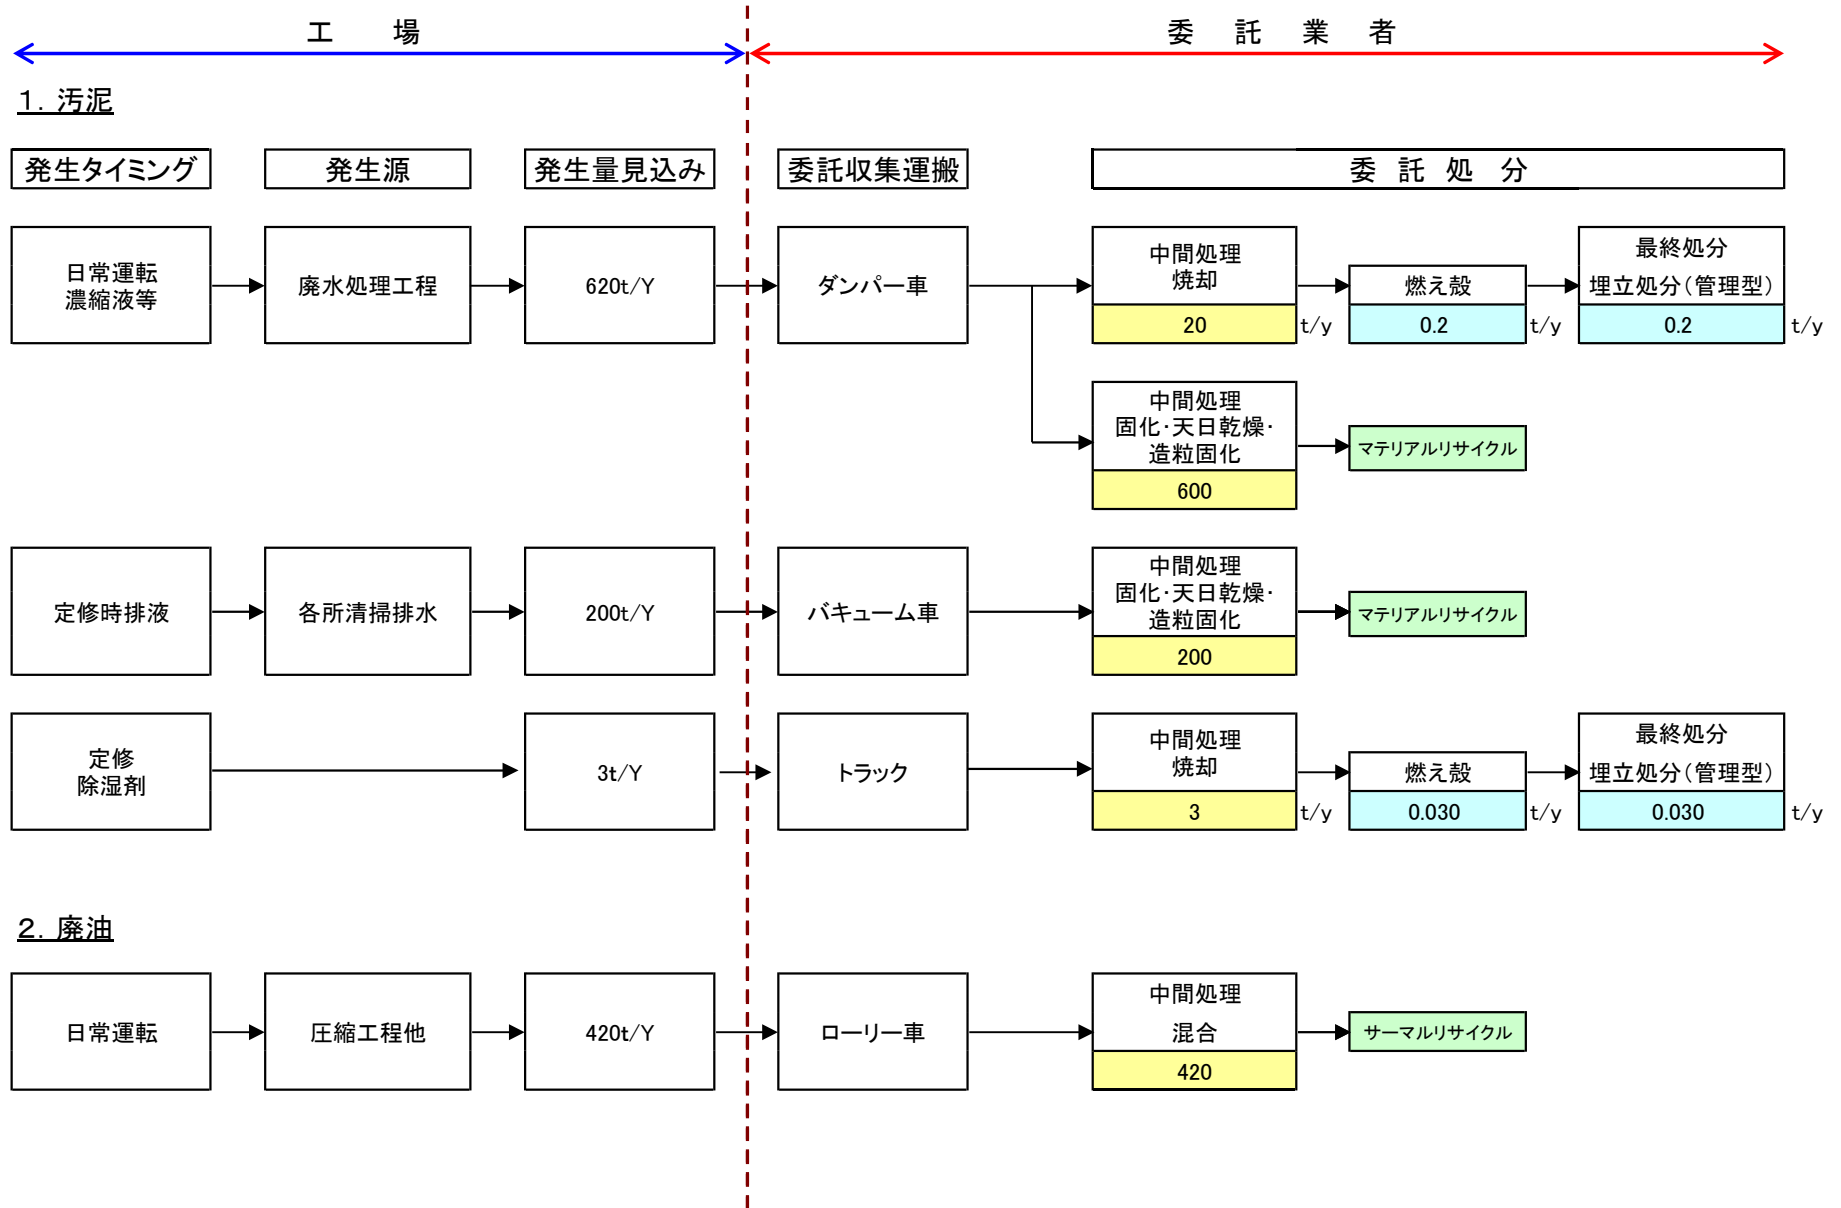 工　場
委　託　業　者
１．汚泥
発生タイミング
発生源
発生量見込み
委託収集運搬
委　託　処　分
日常運転
濃縮液等
廃水処理工程
620t/Y
ダンパー車
中間処理
焼却
20
t/y
燃え殻
0.2
t/y
最終処分
埋立処分（管理型）
0.2
t/y
中間処理
固化・天日乾燥・
造粒固化
600
マテリアルリサイクル
定修時排液
各所清掃排水
200t/Y
バキューム車
中間処理
固化・天日乾燥・
造粒固化
200
マテリアルリサイクル
定修
除湿剤
3t/Y
トラック
中間処理
焼却
3
t/y
燃え殻
0.030
t/y
最終処分
埋立処分（管理型）
0.030
t/y
２．廃油
日常運転
圧縮工程他
420t/Y
ローリー車
中間処理
混合
420
サーマルリサイクル